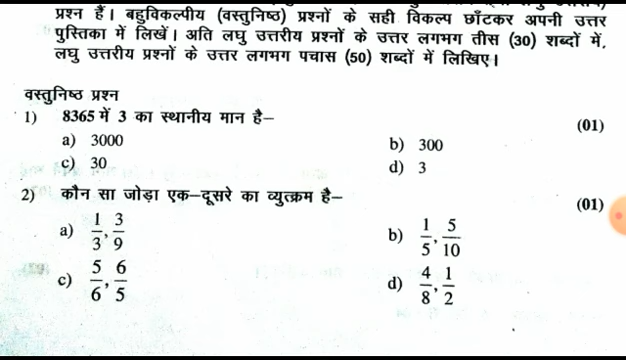 प्रश्न हैं। बहुविकल्पीय (वस्तुनिष्ठ) प्रश्नों के सही विकल्प छाँटकर अपनी उत्तर
पुस्तिका में लिखें। अति लघु उत्तरीय प्रश्नों के उत्तर लगभग तीस (30) शब्दों में,
लघु उत्तरीय प्रश्नों के उत्तर लगभग पचास (50) शब्दों में लिखिए।
वस्तुनिष्ठ प्रश्न
1) 8365 में 3 का स्थानीय मान है– (01)
a) 3000 b) 300
c) 30 d) 3
2) कौन सा जोड़ा एक–दूसरे का व्युत्क्रम है– (01)
a) 1/3, 3/9 b) 1/5, 5/10
c) 5/6, 6/5 d) 4/8, 1/2